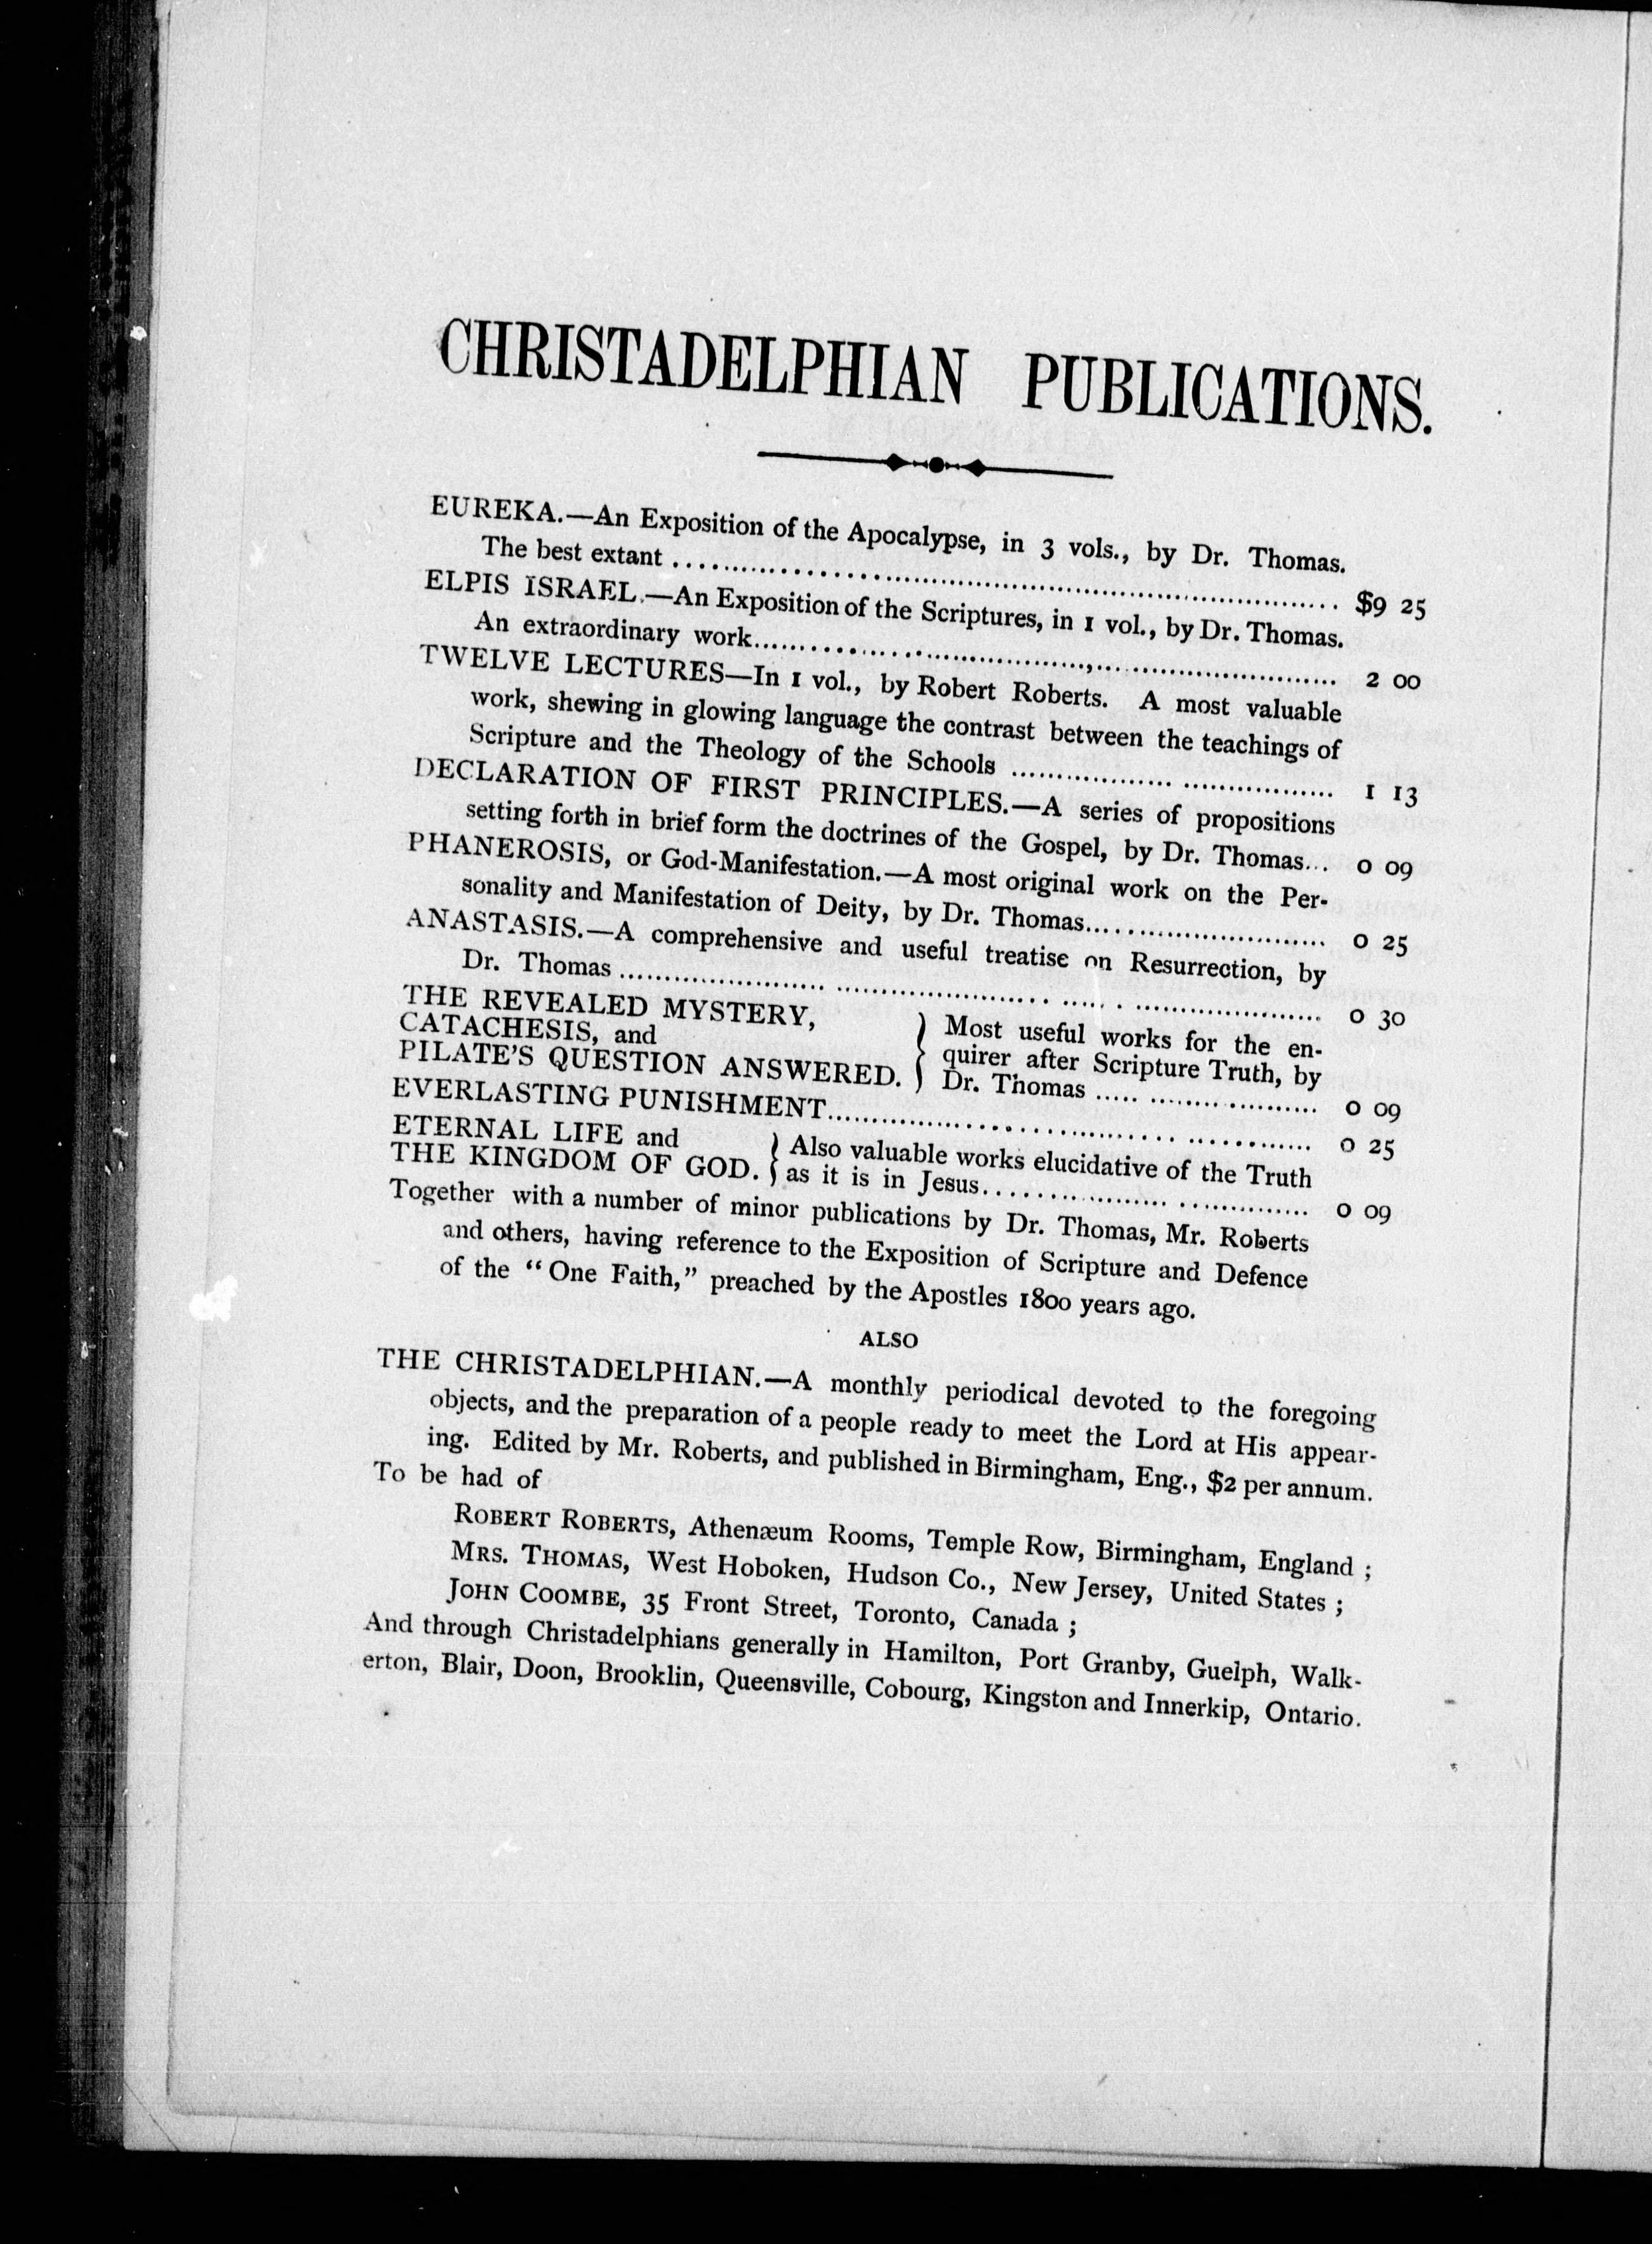 CHRISTADELPHIAN PUBLICATIONS.
EUREKA.—An Exposition of the Apocalypse, in 3 vols., by Dr. Thomas.
The best extant .......... $9 25
ELPIS ISRAEL.—An Exposition of the Scriptures, in 1 vol., by Dr. Thomas.
An extraordinary work.......... 2 00
TWELVE LECTURES—In 1 vol., by Robert Roberts. A most valuable
work, shewing in glowing language the contrast between the teachings of
Scripture and the Theology of the Schools .......... 1 13
DECLARATION OF FIRST PRINCIPLES.—A series of propositions
setting forth in brief form the doctrines of the Gospel, by Dr. Thomas... 0 09
PHANEROSIS, or God-Manifestation.—A most original work on the Per-
sonality and Manifestation of Deity, by Dr. Thomas.......... 0 25
ANASTASIS.—A comprehensive and useful treatise on Resurrection, by
Dr. Thomas .......... 0 30
THE REVEALED MYSTERY,
CATACHESIS, and
PILATE'S QUESTION ANSWERED.
} Most useful works for the en-
quirer after Scripture Truth, by
Dr. Thomas .......... 0 09
EVERLASTING PUNISHMENT.......... 0 25
ETERNAL LIFE and
THE KINGDOM OF GOD.
} Also valuable works elucidative of the Truth
as it is in Jesus.......... 0 09
Together with a number of minor publications by Dr. Thomas, Mr. Roberts
and others, having reference to the Exposition of Scripture and Defence
of the "One Faith," preached by the Apostles 1800 years ago.
ALSO
THE CHRISTADELPHIAN.—A monthly periodical devoted to the foregoing
objects, and the preparation of a people ready to meet the Lord at His appear-
ing. Edited by Mr. Roberts, and published in Birmingham, Eng., $2 per annum.
To be had of
ROBERT ROBERTS, Athenæum Rooms, Temple Row, Birmingham, England ;
MRS. THOMAS, West Hoboken, Hudson Co., New Jersey, United States ;
JOHN COOMBE, 35 Front Street, Toronto, Canada ;
And through Christadelphians generally in Hamilton, Port Granby, Guelph, Walk-
erton, Blair, Doon, Brooklin, Queensville, Cobourg, Kingston and Innerkip, Ontario.